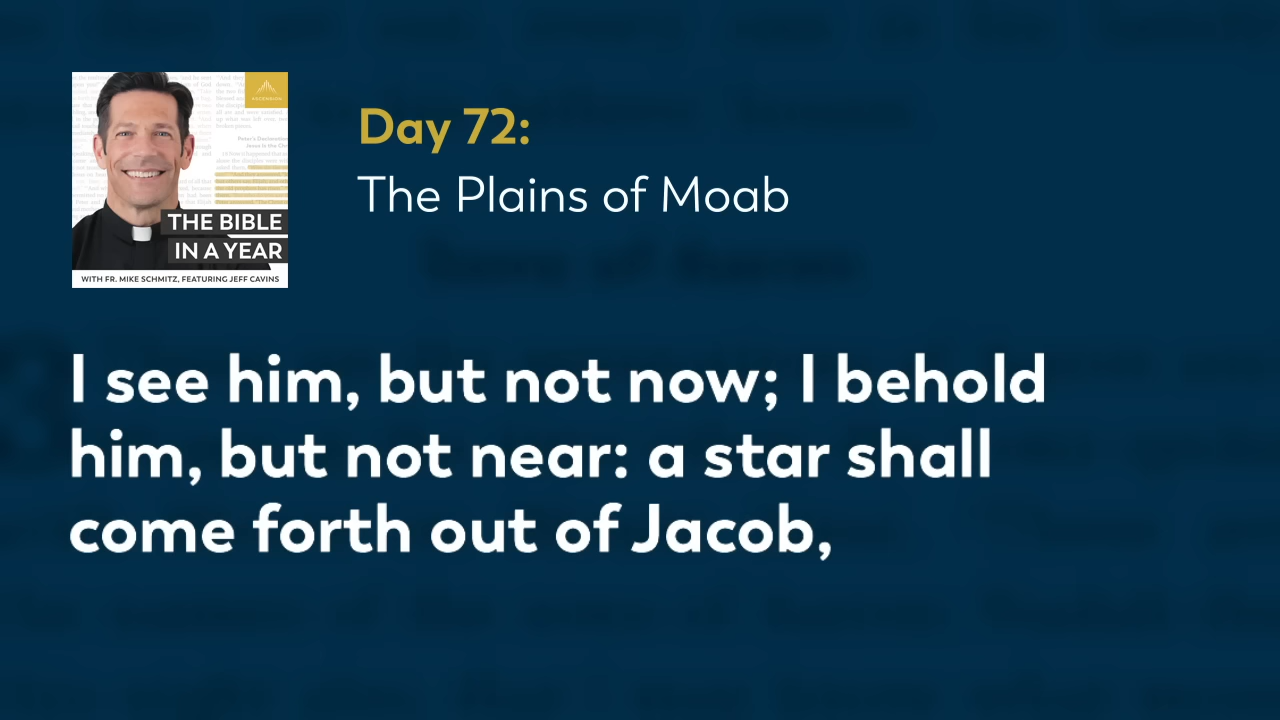 Day 72:
The Plains of Moab
ASCENSION
THE BIBLE
IN A YEAR
WITH FR. MIKE SCHMITZ, FEATURING JEFF CAVINS
I see him, but not now; I behold
him, but not near: a star shall
come forth out of Jacob,